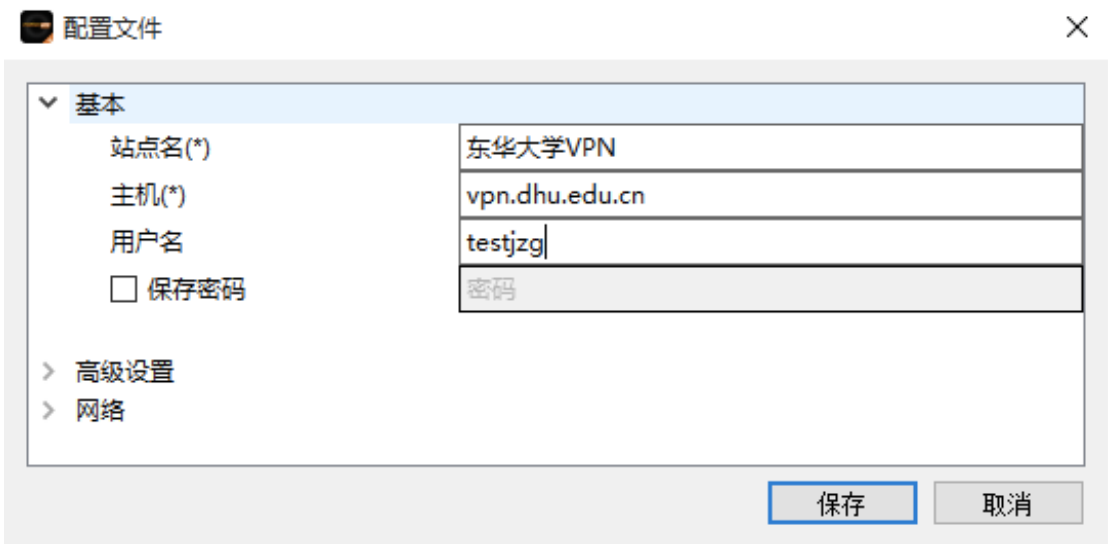 配置文件
基本
站点名(*) 东华大学VPN
主机(*) vpn.dhu.edu.cn
用户名 testjzg
保存密码 密码
高级设置
网络
保存 取消